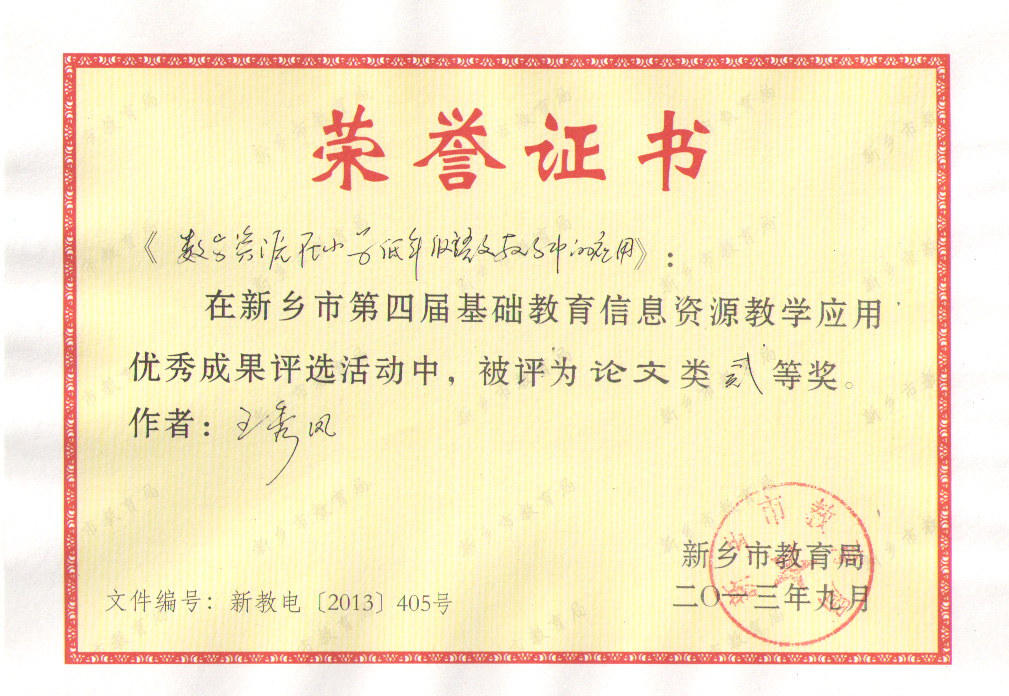 荣誉证书
《数字资源在小学低年级语文教学中的应用》：
在新乡市第四届基础教育信息资源教学应用
优秀成果评选活动中，被评为论文类贰等奖。
作者：王秀凤
新乡市教育局
二〇一三年九月
文件编号：新教电〔2013〕405号